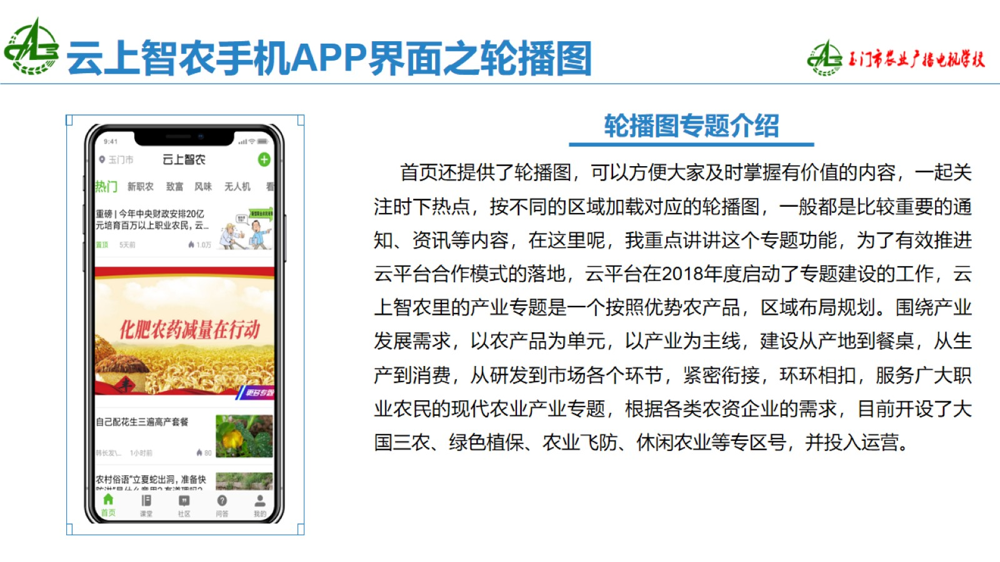 云上智农手机APP界面之轮播图
玉门市农业广播电视学校
9:41
玉门市
云上智农
热门 新职农 致富 风味 无人机 看
重磅 | 今年中央财政安排20亿
元培育百万以上职业农民，云...
置顶 5天前 1.0万
化肥农药减量在行动
丰
更多专题
自己配花生三遍高产套餐
韩长发\... 1小时前 80
农村俗语“立夏蛇出洞，准备快
首页 课堂 社区 问答 我的
轮播图专题介绍
首页还提供了轮播图，可以方便大家及时掌握有价值的内容，一起关
注时下热点，按不同的区域加载对应的轮播图，一般都是比较重要的通
知、资讯等内容，在这里呢，我重点讲讲这个专题功能，为了有效推进
云平台合作模式的落地，云平台在2018年度启动了专题建设的工作，云
上智农里的产业专题是一个按照优势农产品，区域布局规划。围绕产业
发展需求，以农产品为单元，以产业为主线，建设从产地到餐桌，从生
产到消费，从研发到市场各个环节，紧密衔接，环环相扣，服务广大职
业农民的现代农业产业专题，根据各类农资企业的需求，目前开设了大
国三农、绿色植保、农业飞防、休闲农业等专区号，并投入运营。